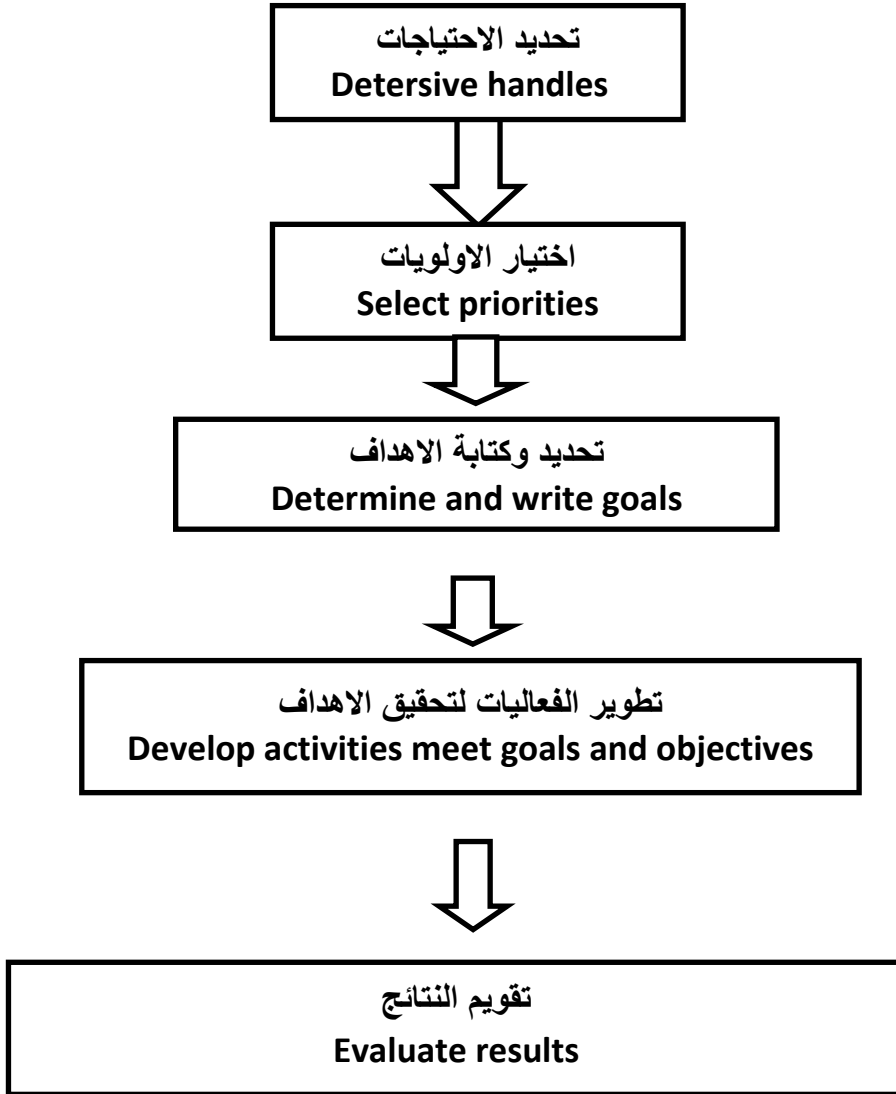 تحديد الاحتياجات
Detersive handles
اختيار الاولويات
Select priorities
تحديد وكتابة الاهداف
Determine and write goals
تطوير الفعاليات لتحقيق الاهداف
Develop activities meet goals and objectives
تقويم النتائج
Evaluate results